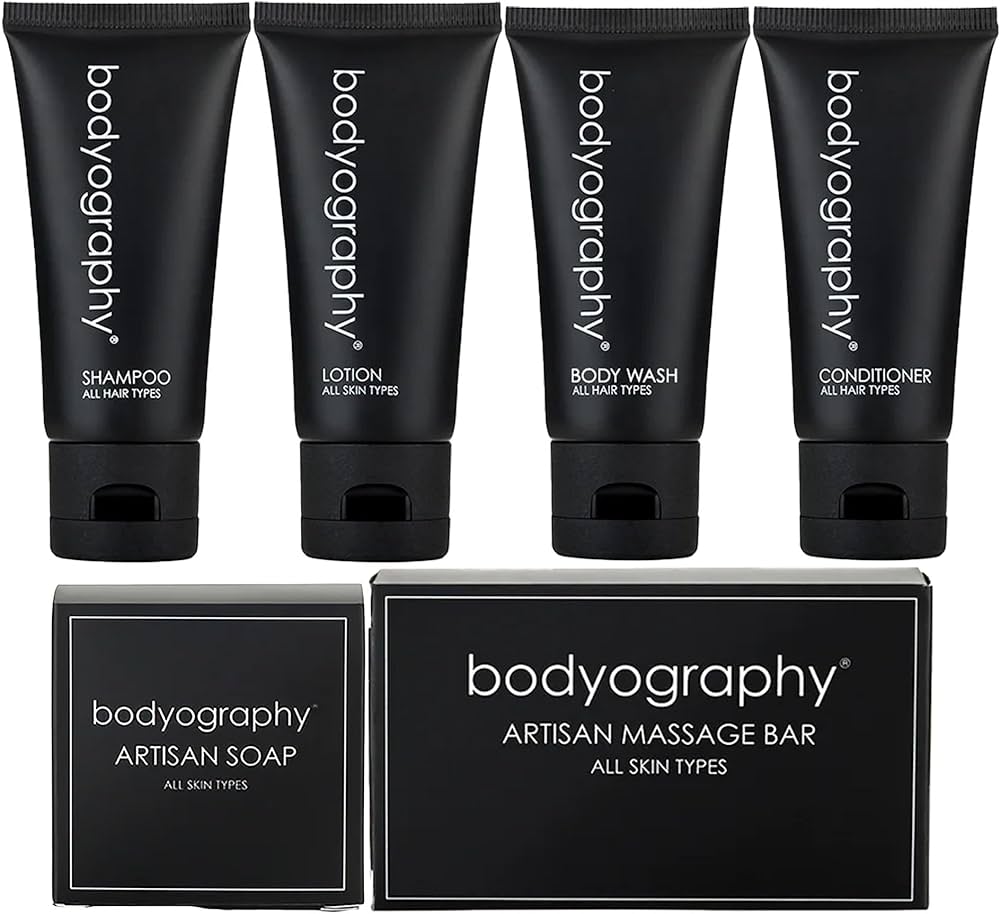 bodyography®
SHAMPOO
ALL HAIR TYPES
bodyography®
LOTION
ALL SKIN TYPES
bodyography®
BODY WASH
ALL HAIR TYPES
bodyography®
CONDITIONER
ALL HAIR TYPES
bodyography®
ARTISAN SOAP
ALL SKIN TYPES
bodyography®
ARTISAN MASSAGE BAR
ALL SKIN TYPES